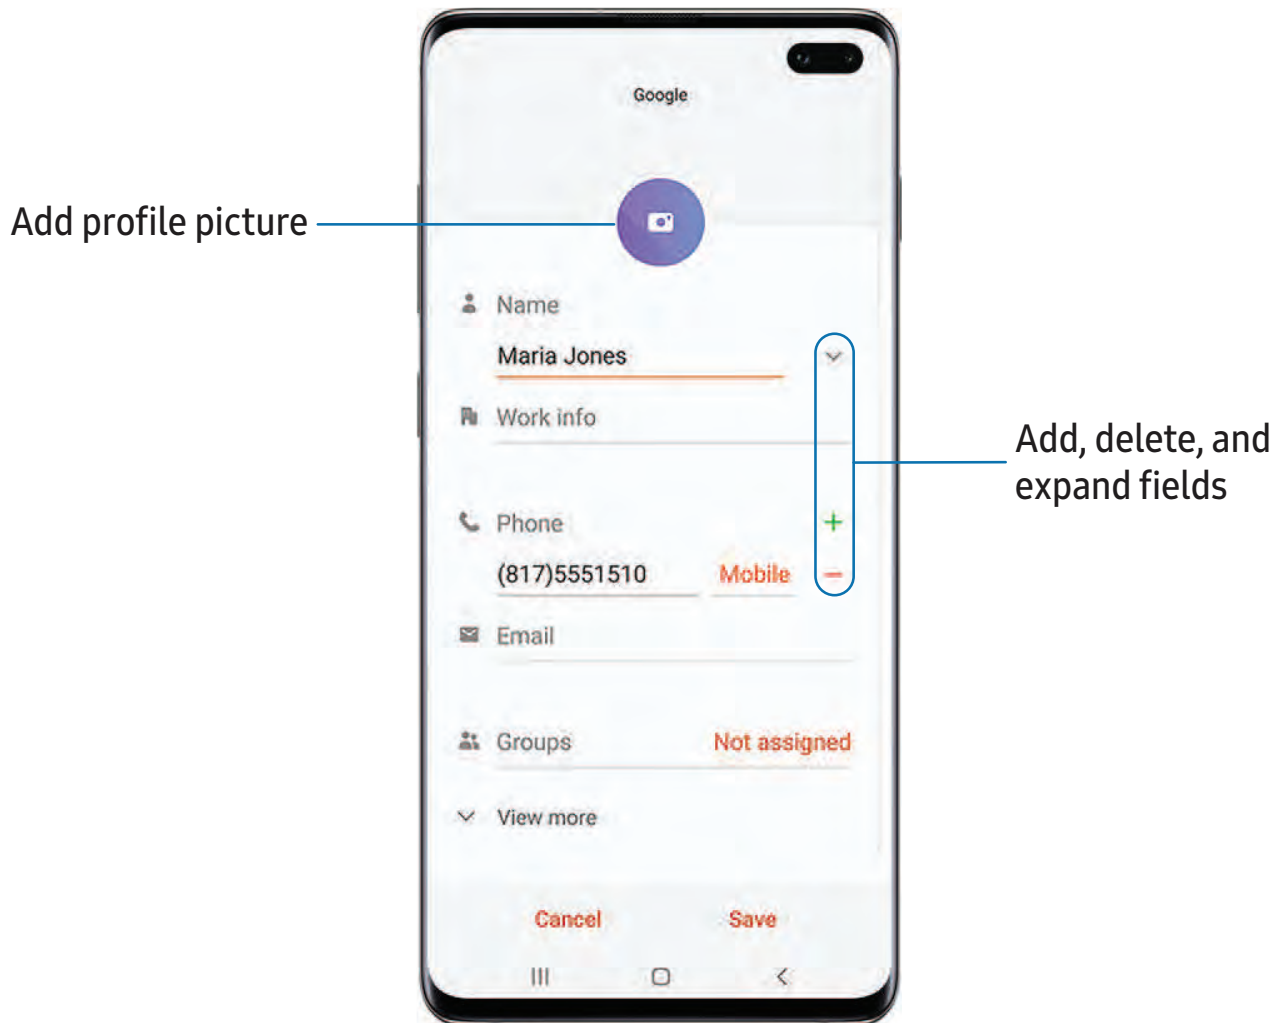 Google
Add profile picture
Name
Maria Jones
Work info
Add, delete, and
expand fields
Phone
(817)5551510 Mobile
Email
Groups Not assigned
View more
Cancel Save